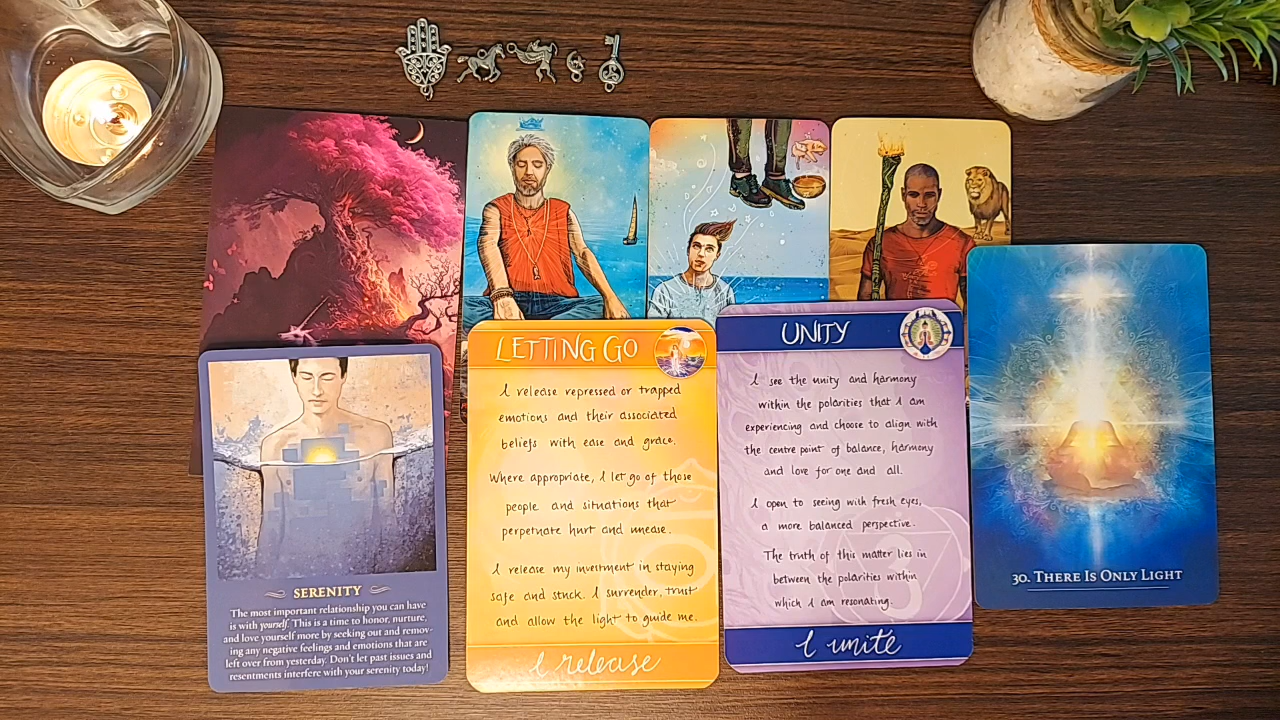 SERENITY
The most important relationship you can have
is with yourself. This is a time to honor, nurture,
and love yourself more by seeking out and remov-
ing any negative feelings and emotions that are
left over from yesterday. Don't let past issues and
resentments interfere with your serenity today!
LETTING GO
I release repressed or trapped
emotions and their associated
beliefs with ease and grace.
Where appropriate, I let go of those
people and situations that
perpetuate hurt and unease.
I release my investment in staying
safe and stuck. I surrender, trust
and allow the light to guide me.
I release
UNITY
I see the unity and harmony
within the polarities that I am
experiencing and choose to align with
the centre point of balance, harmony
and love for one and all.
I open to seeing with fresh eyes,
a more balanced perspective.
The truth of this matter lies in
between the polarities within
which I am resonating.
I unite
30. THERE IS ONLY LIGHT